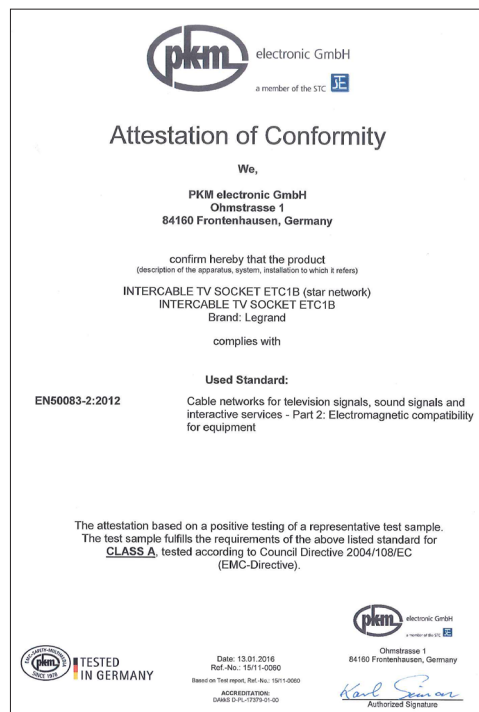 pkm electronic GmbH
a member of the STC
Attestation of Conformity
We,
PKM electronic GmbH
Ohmstrasse 1
84160 Frontenhausen, Germany
confirm hereby that the product
(description of the apparatus, system, installation to which it refers)
INTERCABLE TV SOCKET ETC1B (star network)
INTERCABLE TV SOCKET ETC1B
Brand: Legrand
complies with
Used Standard:
EN50083-2:2012 Cable networks for television signals, sound signals and
interactive services - Part 2: Electromagnetic compatibility
for equipment
The attestation based on a positive testing of a representative test sample.
The test sample fulfills the requirements of the above listed standard for
CLASS A, tested according to Council Directive 2004/108/EC
(EMC-Directive).
pkm electronic GmbH
a member of the STC
Ohmstrasse 1
84160 Frontenhausen, Germany
EMC-SAFETY-MULTIMEDIA
pkm
SINCE 1978
TESTED
IN GERMANY
Date: 13.01.2016
Ref.-No.: 15/11-0060
Based on Test report, Ref.-No.: 15/11-0060
ACCREDITATION:
DAkkS D-PL-17379-01-00
Authorized Signature